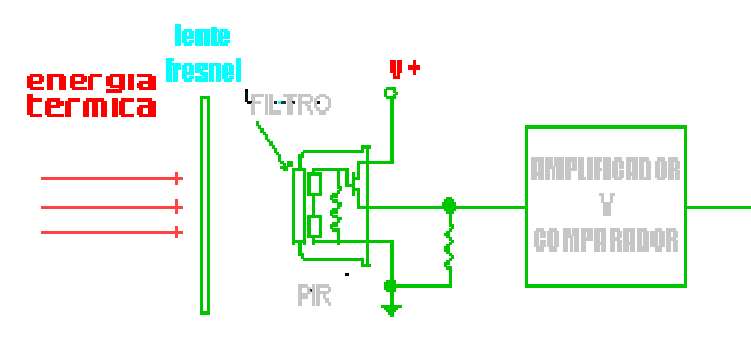 lente
fresnel
energia
termica
V+
FILTRO
AMPLIFICADOR
Y
COMPARADOR
PIR